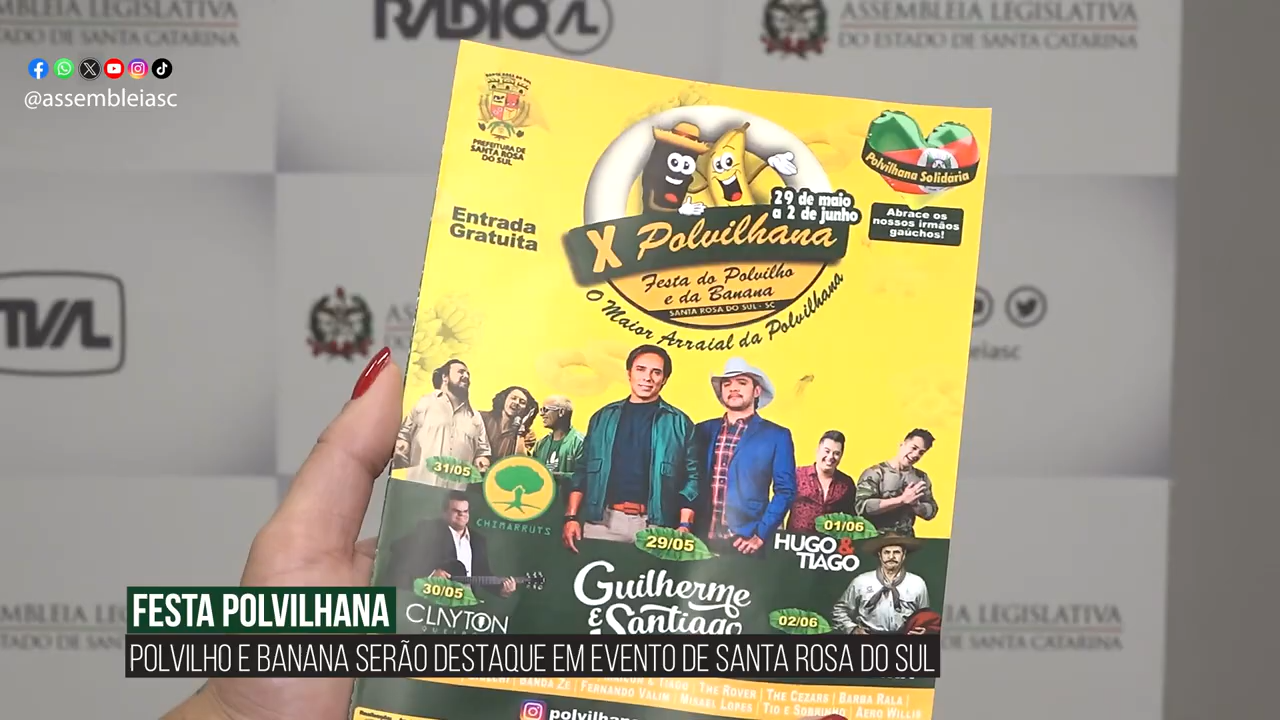 ASSEMBLEIA LEGISLATIVA
DO ESTADO DE SANTA CATARINA
RÁDIO AL
@assembleiasc
PREFEITURA DE
SANTA ROSA
DO SUL
Entrada
Gratuita
29 de maio
a 2 de junho
X Polvilhana
Festa do Polvilho
e da Banana
SANTA ROSA DO SUL - SC
O Maior Arraial da Polvilhana
Polvilhana Solidária
Abrace os
nossos irmãos
gaúchos!
TVAL
31/05
CHIMARRUTS
29/05
GUILHERME
E SANTIAGO
01/06
HUGO &
TIAGO
30/05
CLAYTON
02/06
FESTA POLVILHANA
POLVILHO E BANANA SERÃO DESTAQUE EM EVENTO DE SANTA ROSA DO SUL
BANDA ZÉ | FERNANDO VALIM | MISAEL LOPES | THE ROVER | THE CEZARS | BARBA RALA |
TIO E SOBRINHO | AERO WILLIS